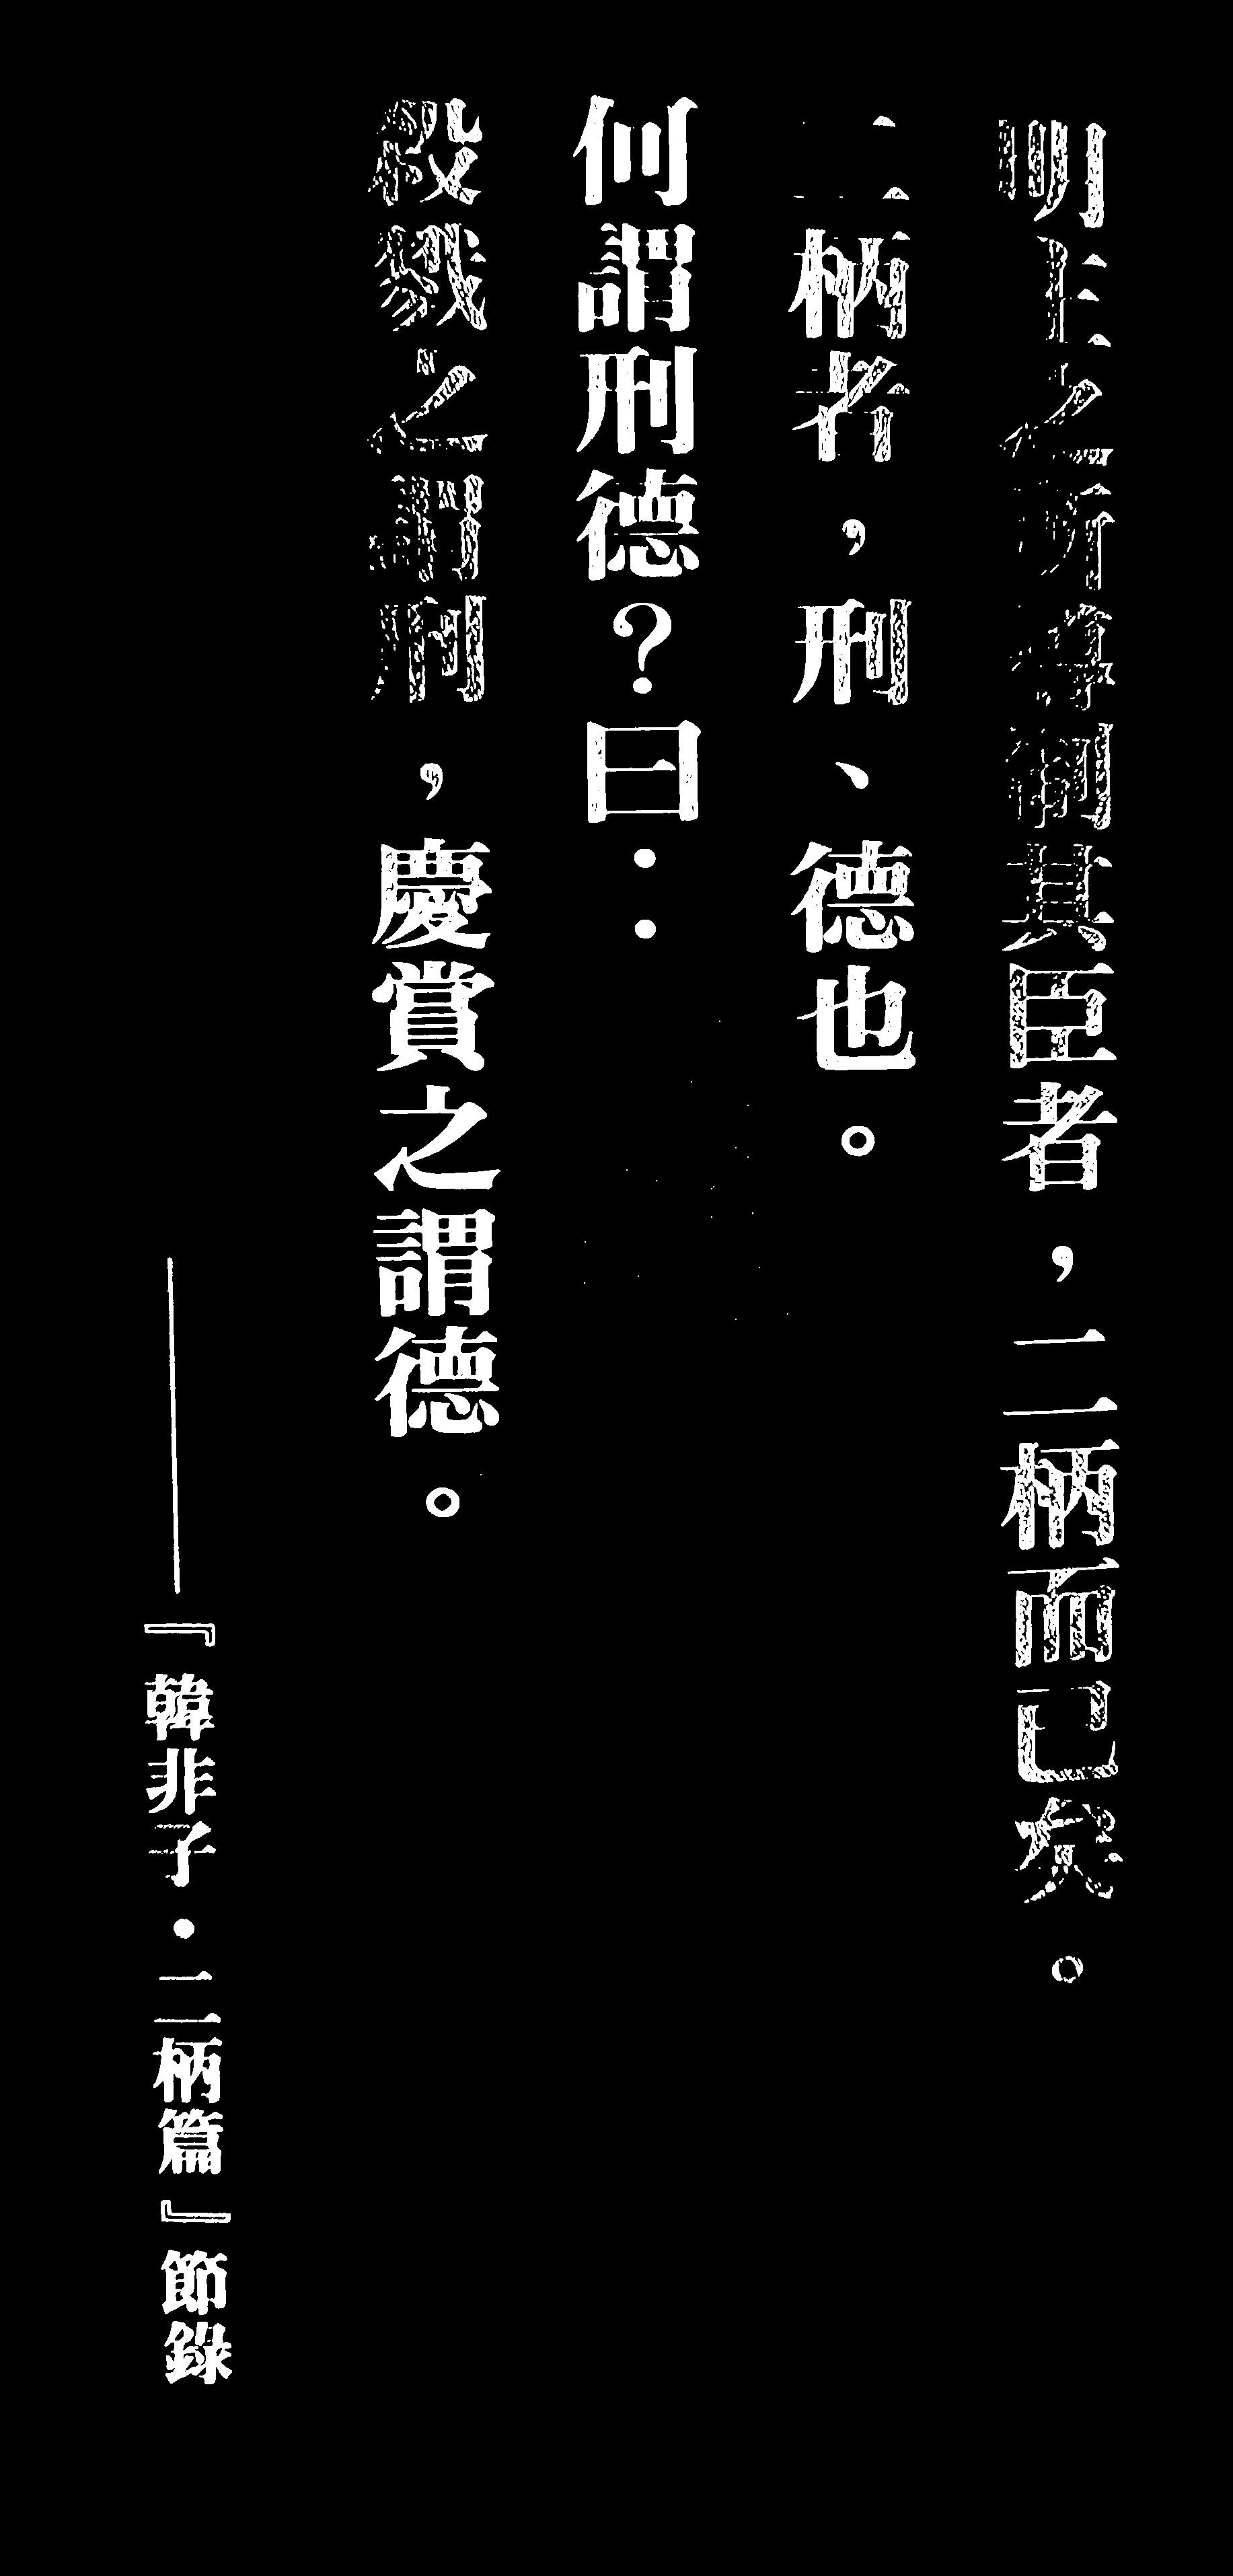 明主之所導制其臣者，二柄而已矣。
二柄者，刑、德也。
何謂刑德？曰：
殺戮之謂刑，慶賞之謂德。
——『韓非子・二柄篇』節錄